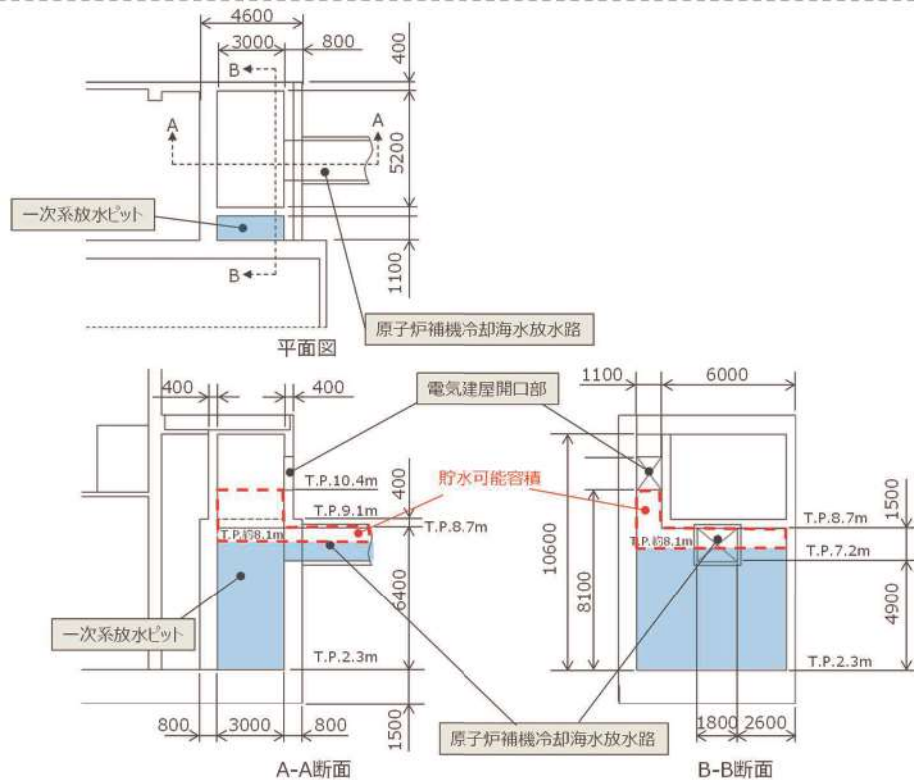 4600
3000
800
400
B
A
A
5200
一次系放水ピット
B
1100
原子炉補機冷却海水放水路
平面図
400
400
電気建屋開口部
1100
6000
T.P.10.4m
貯水可能容積
400
T.P.9.1m
T.P.8.7m
T.P.約8.1m
6400
一次系放水ピット
T.P.2.3m
800
3000
800
1500
A-A断面
10600
8100
T.P.約8.1m
1500
T.P.8.7m
T.P.7.2m
4900
T.P.2.3m
原子炉補機冷却海水放水路
1800
2600
B-B断面